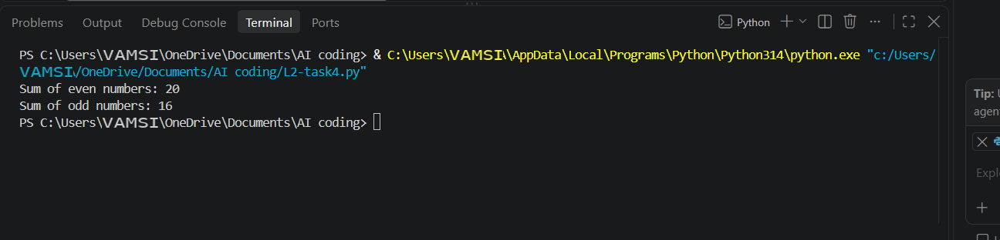 Problems Output Debug Console Terminal Ports Python
PS C:\Users\VAMSI\OneDrive\Documents\AI coding> & C:\Users\VAMSI\AppData\Local\Programs\Python\Python314\python.exe "c:/Users/
VAMSI/OneDrive/Documents/AI coding/L2-task4.py"
Sum of even numbers: 20
Sum of odd numbers: 16
PS C:\Users\VAMSI\OneDrive\Documents\AI coding>
Tip: